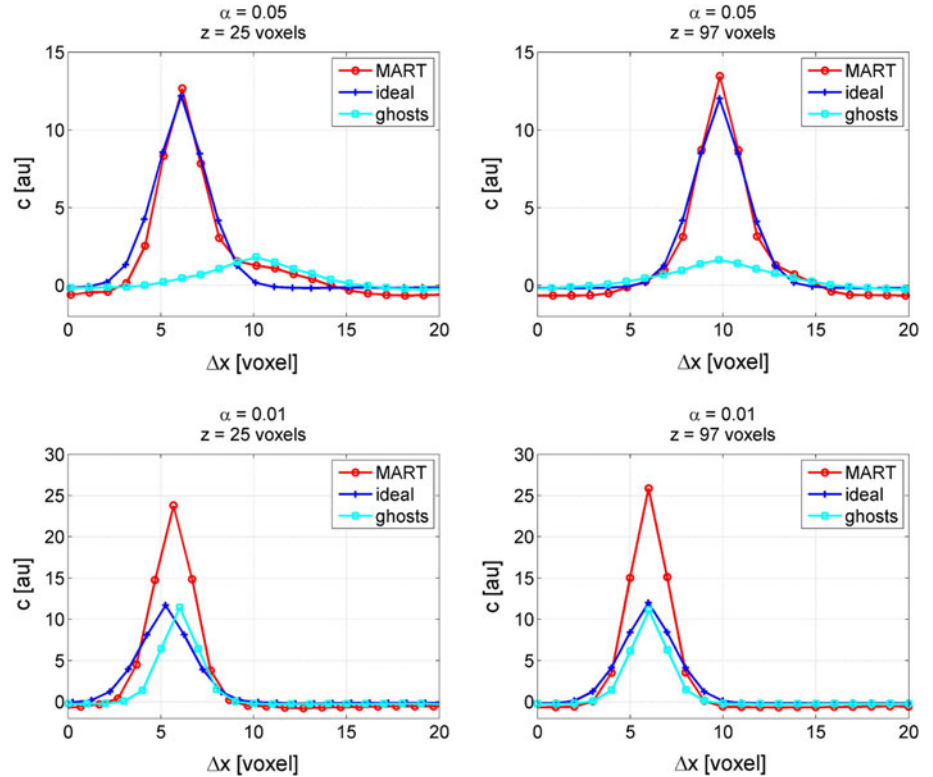 α = 0.05
z = 25 voxels
15
10
5
0
c [au]
0 5 10 15 20
Δx [voxel]
MART
ideal
ghosts
α = 0.05
z = 97 voxels
15
10
5
0
c [au]
0 5 10 15 20
Δx [voxel]
MART
ideal
ghosts
α = 0.01
z = 25 voxels
30
25
20
15
10
5
0
c [au]
0 5 10 15 20
Δx [voxel]
MART
ideal
ghosts
α = 0.01
z = 97 voxels
30
25
20
15
10
5
0
c [au]
0 5 10 15 20
Δx [voxel]
MART
ideal
ghosts